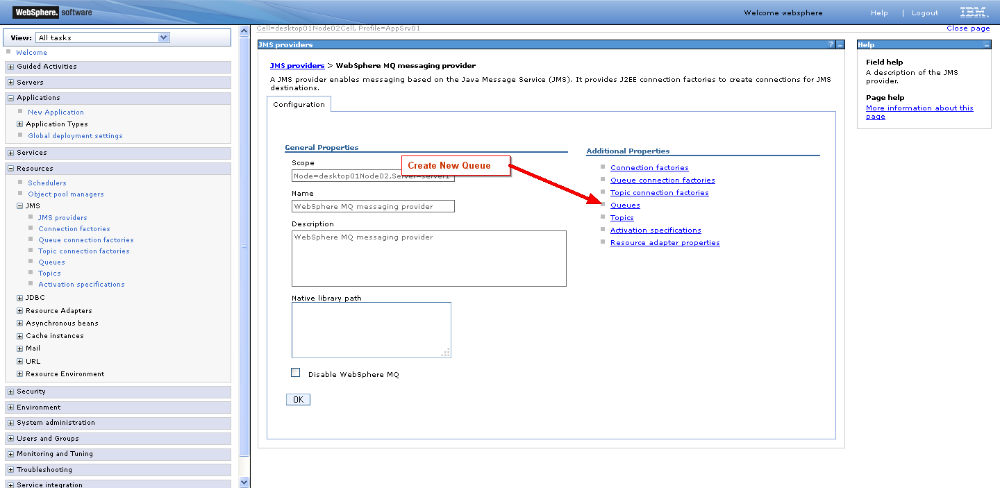 WebSphere. software
Welcome websphere
Help | Logout
IBM.
View: All tasks
Welcome
Guided Activities
Servers
Applications
New Application
Application Types
Global deployment settings
Services
Resources
Schedulers
Object pool managers
JMS
JMS providers
Connection factories
Queue connection factories
Topic connection factories
Queues
Topics
Activation specifications
JDBC
Resource Adapters
Asynchronous beans
Cache instances
Mail
URL
Resource Environment
Security
Environment
System administration
Users and Groups
Monitoring and Tuning
Troubleshooting
Service integration
Cell=desktop01Node02Cell, Profile=AppSrv01
Close page
JMS providers
?
JMS providers > WebSphere MQ messaging provider
A JMS provider enables messaging based on the Java Message Service (JMS). It provides J2EE connection factories to create connections for JMS
destinations.
Configuration
General Properties
Scope
Node=desktop01Node02,Server=server1
Create New Queue
Name
WebSphere MQ messaging provider
Description
WebSphere MQ messaging provider
Native library path
Disable WebSphere MQ
OK
Additional Properties
Connection factories
Queue connection factories
Topic connection factories
Queues
Topics
Activation specifications
Resource adapter properties
Help
Field help
A description of the JMS
provider.
Page help
More information about this
page